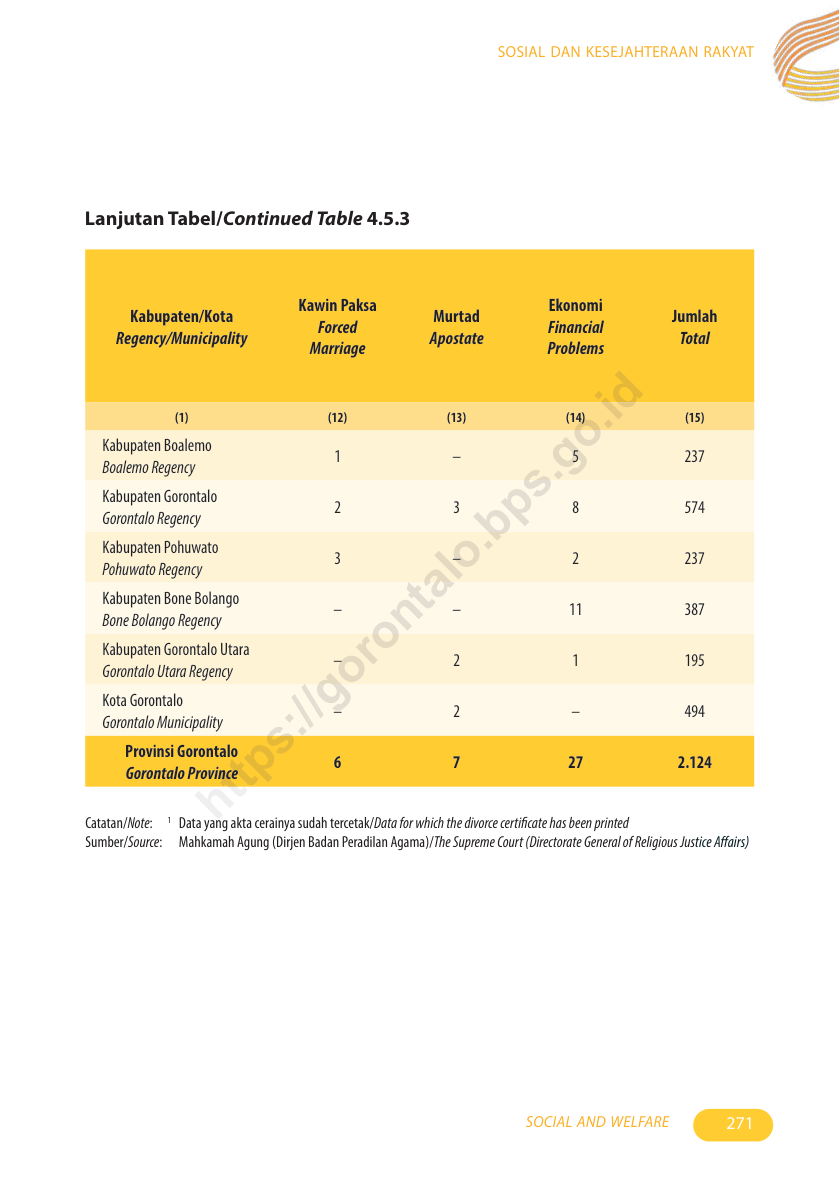 SOSIAL DAN KESEJAHTERAAN RAKYAT
Lanjutan Tabel/Continued Table 4.5.3
Kabupaten/Kota
Regency/Municipality
Kawin Paksa
Forced
Marriage
Murtad
Apostate
Ekonomi
Financial
Problems
Jumlah
Total
(1) (12) (13) (14) (15)
Kabupaten Boalemo
Boalemo Regency
1 – 5 237
Kabupaten Gorontalo
Gorontalo Regency
2 3 8 574
Kabupaten Pohuwato
Pohuwato Regency
3 – 2 237
Kabupaten Bone Bolango
Bone Bolango Regency
– – 11 387
Kabupaten Gorontalo Utara
Gorontalo Utara Regency
– 2 1 195
Kota Gorontalo
Gorontalo Municipality
– 2 – 494
Provinsi Gorontalo
Gorontalo Province
6 7 27 2.124
Catatan/Note: 1 Data yang akta cerainya sudah tercetak/Data for which the divorce certificate has been printed
Sumber/Source: Mahkamah Agung (Dirjen Badan Peradilan Agama)/The Supreme Court (Directorate General of Religious Justice Affairs)
https://gorontalo.bps.go.id
SOCIAL AND WELFARE 271